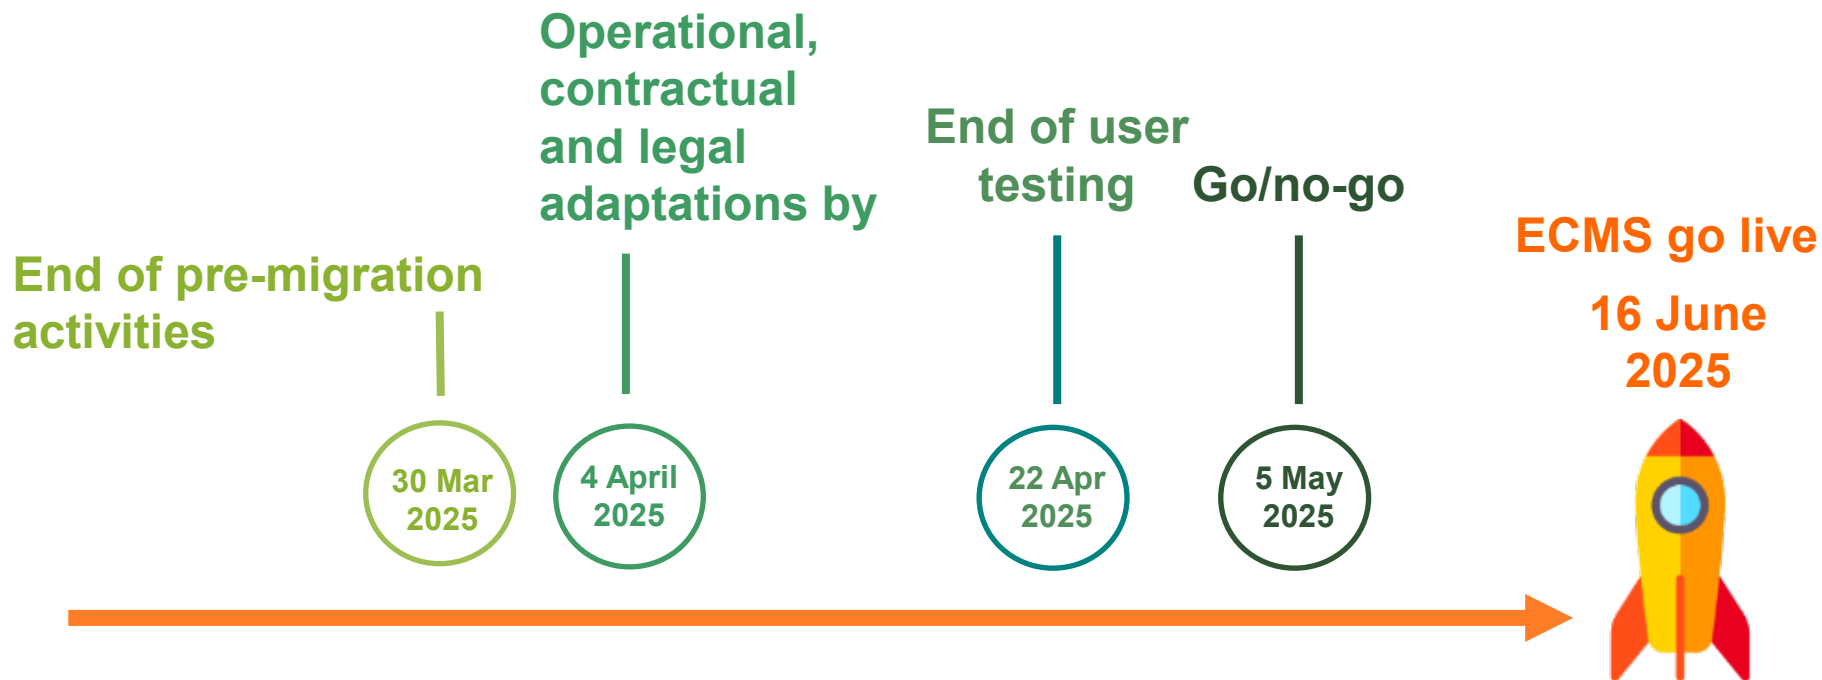 End of pre-migration
activities
30 Mar
2025
Operational,
contractual
and legal
adaptations by
4 April
2025
End of user
testing
22 Apr
2025
Go/no-go
5 May
2025
ECMS go live
16 June
2025